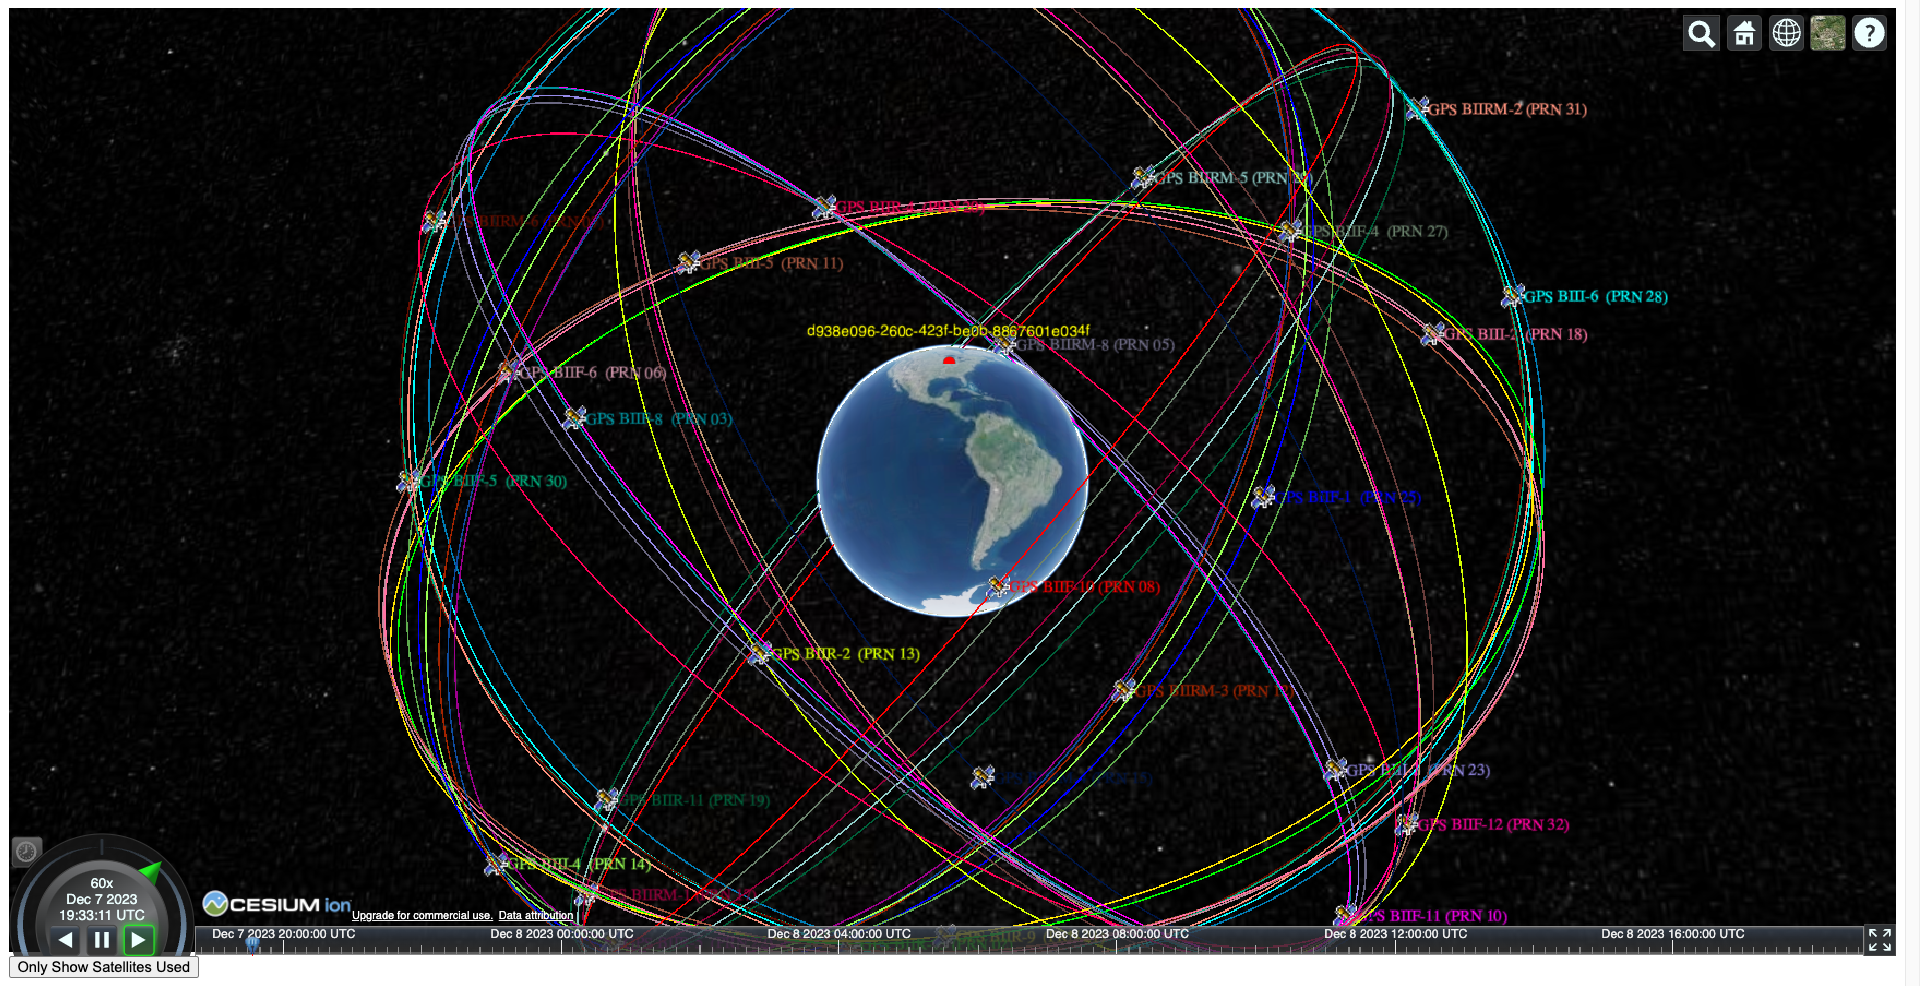 GPS BIIRM-2 (PRN 31)
GPS BIIRM-5 (PRN
BIIRM-6 (PRN
GPS BIIF-4 (PRN 27)
GPS BIII-5 (PRN 11)
GPS BIII-6 (PRN 28)
d938e096-260c-423f-be0b-8867601e034f
GPS BIII-2 (PRN 18)
GPS BIIRM-8 (PRN 05)
GPS BIIF-6 (PRN 06)
GPS BIIF-8 (PRN 03)
GPS BIIF-5 (PRN 30)
GPS BIIF-1 (PRN 25)
GPS BIIF-10 (PRN 08)
GPS BIIR-2 (PRN 13)
GPS BIIRM-3 (PRN
(PRN 23)
GPS BIIR-11 (PRN 19)
GPS BIIF-12 (PRN 32)
GPS BIII-4 (PRN 14)
GPS BIIRM-1
GPS BIIF-11 (PRN 10)
60x
Dec 7 2023
19:33:11 UTC
CESIUM ion
Upgrade for commercial use. Data attribution
Dec 7 2023 20:00:00 UTC
Dec 8 2023 00:00:00 UTC
Dec 8 2023 04:00:00 UTC
Dec 8 2023 08:00:00 UTC
Dec 8 2023 12:00:00 UTC
Dec 8 2023 16:00:00 UTC
Only Show Satellites Used